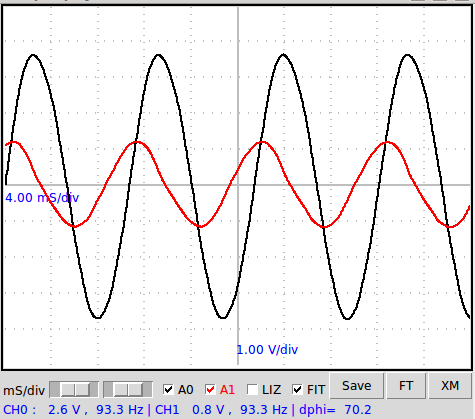 4.00 mS/div
1.00 V/div
mS/div A0 A1 LIZ FIT Save FT XM
CH0 : 2.6 V , 93.3 Hz | CH1 0.8 V , 93.3 Hz | dphi= 70.2